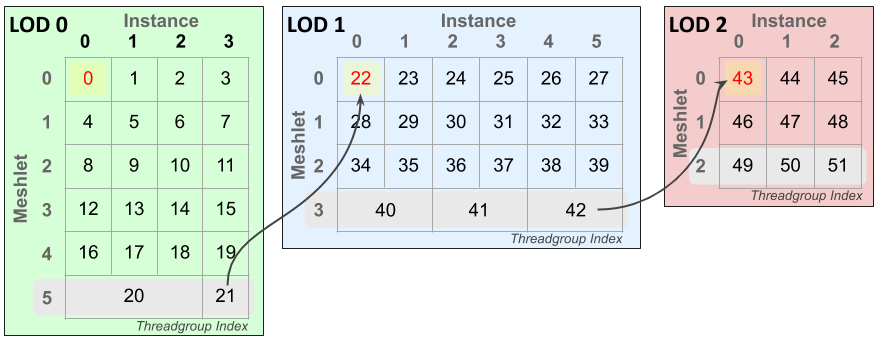 LOD 0
Instance
0 1 2 3
Meshlet
0 0 1 2 3
1 4 5 6 7
2 8 9 10 11
3 12 13 14 15
4 16 17 18 19
5 20 21
Threadgroup Index
LOD 1
Instance
0 1 2 3 4 5
Meshlet
0 22 23 24 25 26 27
1 28 29 30 31 32 33
2 34 35 36 37 38 39
3 40 41 42
Threadgroup Index
LOD 2
Instance
0 1 2
Meshlet
0 43 44 45
1 46 47 48
2 49 50 51
Threadgroup Index